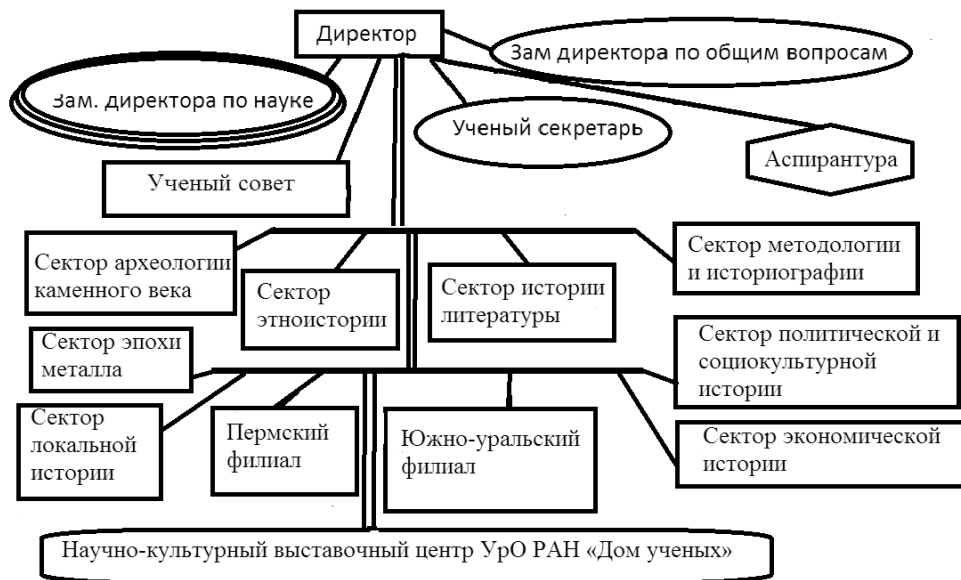 Директор
Зам директора по общим вопросам
Зам. директора по науке
Ученый секретарь
Аспирантура
Ученый совет
Сектор археологии
каменного века
Сектор
этноистории
Сектор истории
литературы
Сектор методологии
и историографии
Сектор эпохи
металла
Сектор политической и
социокультурной
истории
Сектор
локальной
истории
Пермский
филиал
Южно-уральский
филиал
Сектор экономической
истории
Научно-культурный выставочный центр УрО РАН «Дом ученых»